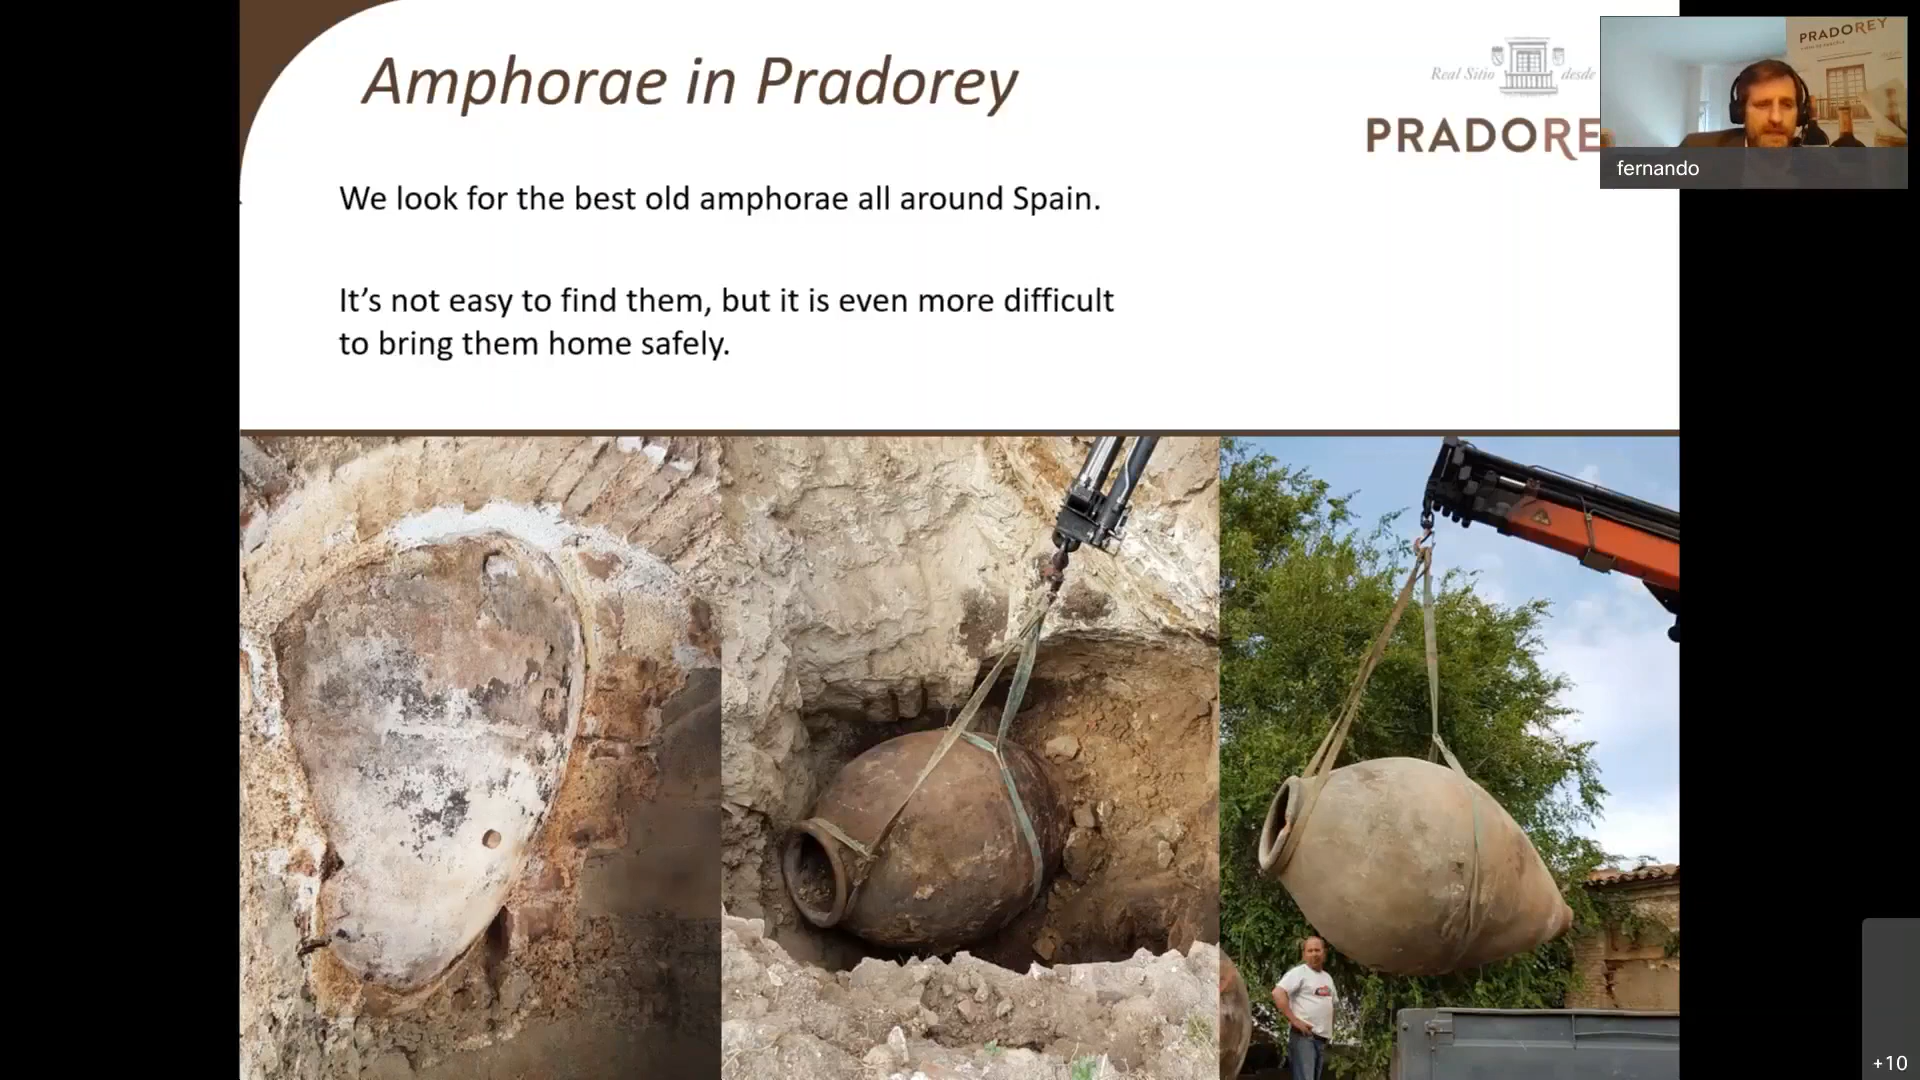 Amphorae in Pradorey
Real Sitio desde
PRADORE
PRADOREY
fernando
We look for the best old amphorae all around Spain.
It's not easy to find them, but it is even more difficult
to bring them home safely.
+10